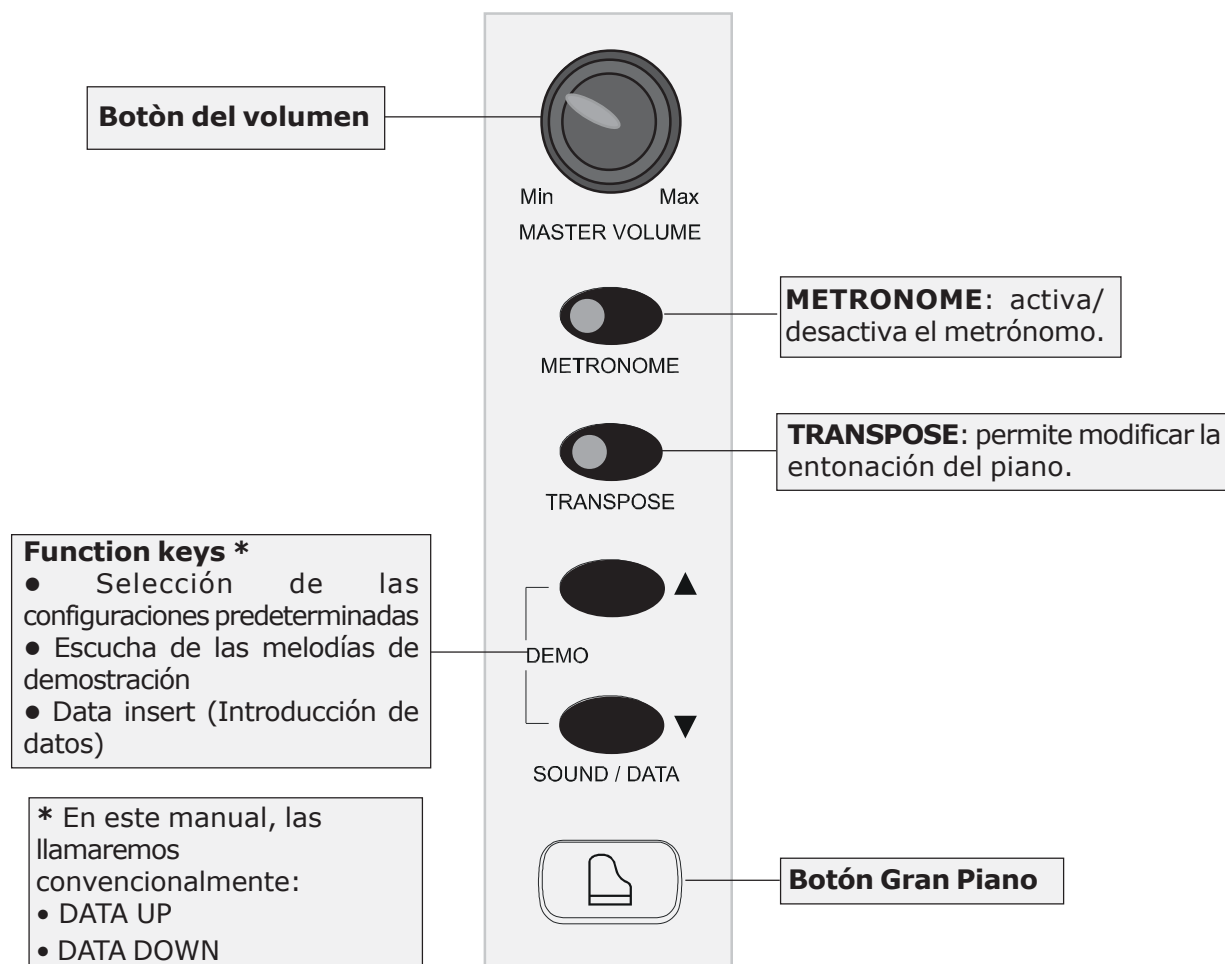 Botòn del volumen
Min Max
MASTER VOLUME
METRONOME: activa/
desactiva el metrónomo.
METRONOME
TRANSPOSE: permite modificar la
entonación del piano.
TRANSPOSE
Function keys *
● Selección de las
configuraciones predeterminadas
● Escucha de las melodías de
demostración
● Data insert (Introducción de
datos)
▲
DEMO
▼
SOUND / DATA
* En este manual, las
llamaremos
convencionalmente:
• DATA UP
• DATA DOWN
Botón Gran Piano